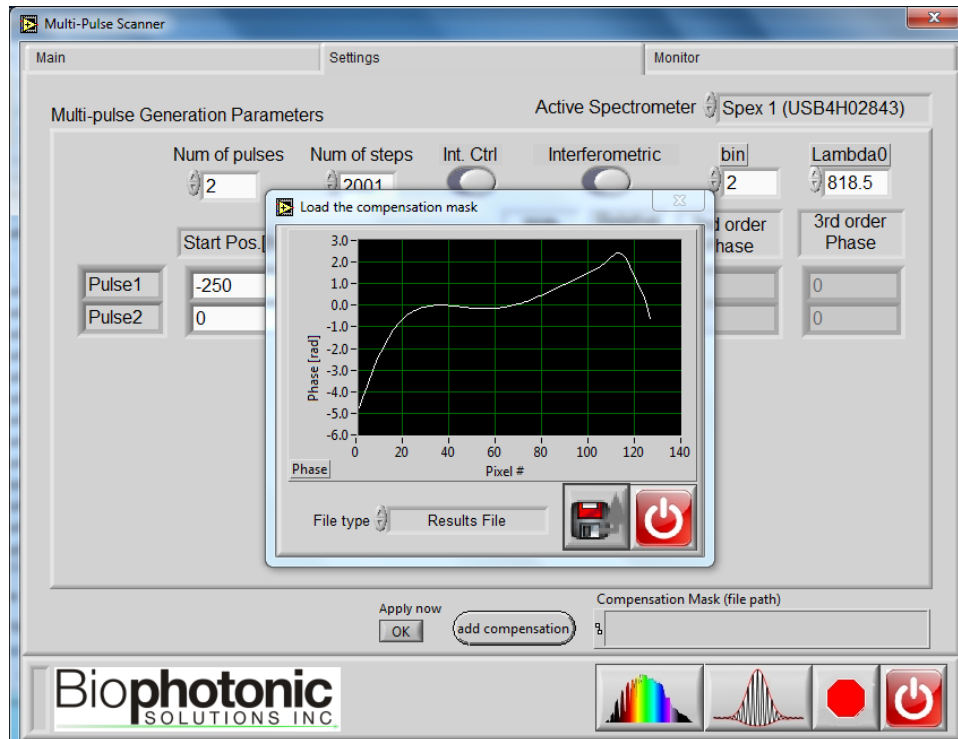 Multi-Pulse Scanner
Main Settings Monitor
Multi-pulse Generation Parameters
Active Spectrometer Spex 1 (USB4H02843)
Num of pulses Num of steps Int. Ctrl Interferometric bin Lambda0
2 2001 2 818.5
Start Pos.[ order hase 3rd order Phase
Pulse1 -250 0
Pulse2 0 0
Load the compensation mask
3.0
2.0
1.0
0.0
-1.0
-2.0
-3.0
-4.0
-5.0
-6.0
Phase [rad]
0 20 40 60 80 100 120 140
Phase Pixel #
File type Results File
Apply now
OK
add compensation
Compensation Mask (file path)
Biophotonic
SOLUTIONS INC.